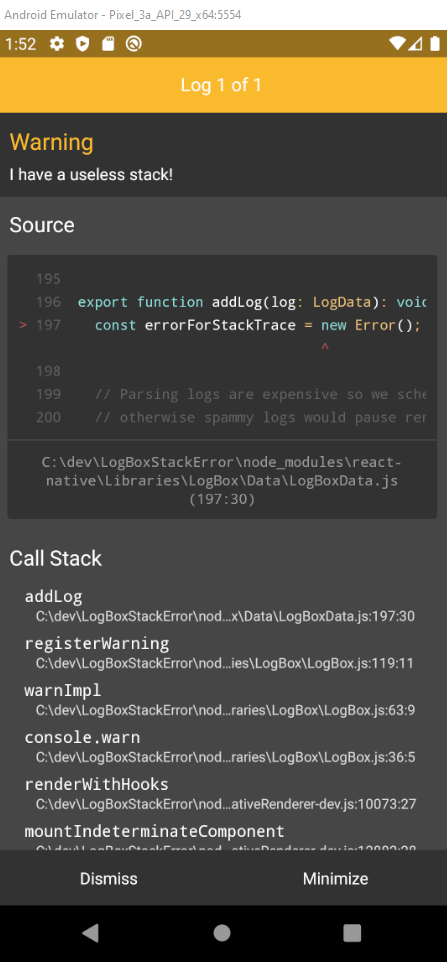 Android Emulator - Pixel_3a_API_29_x64:5554
1:52
Log 1 of 1
Warning
I have a useless stack!
Source
195
196 export function addLog(log: LogData): void
> 197 const errorForStackTrace = new Error();
^
198
199 // Parsing logs are expensive so we sche
200 // otherwise spammy logs would pause ren
C:\dev\LogBoxStackError\node_modules\react-
native\Libraries\LogBox\Data\LogBoxData.js
(197:30)
Call Stack
addLog
C:\dev\LogBoxStackError\nod…x\Data\LogBoxData.js:197:30
registerWarning
C:\dev\LogBoxStackError\nod…ies\LogBox\LogBox.js:119:11
warnImpl
C:\dev\LogBoxStackError\nod…raries\LogBox\LogBox.js:63:9
console.warn
C:\dev\LogBoxStackError\nod…raries\LogBox\LogBox.js:36:5
renderWithHooks
C:\dev\LogBoxStackError\nod…ativeRenderer-dev.js:10073:27
mountIndeterminateComponent
Dismiss
Minimize